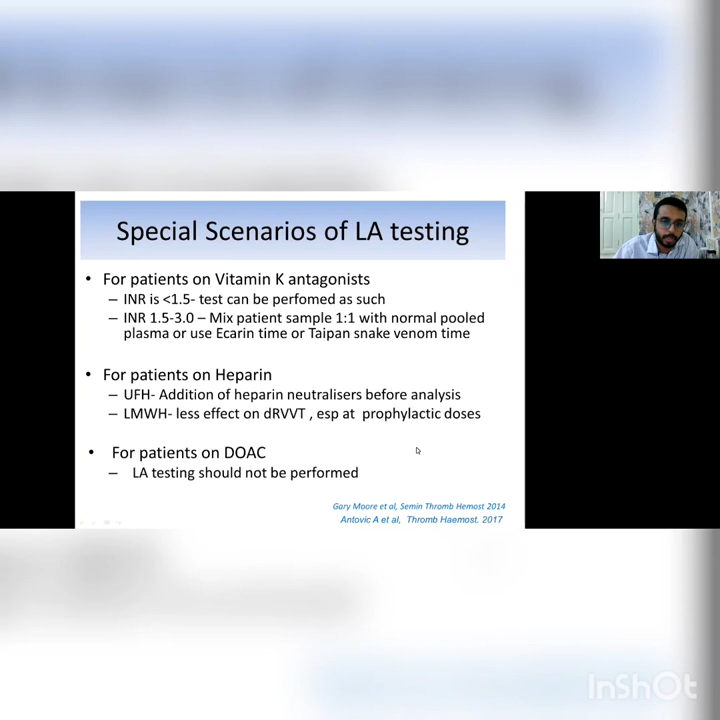 Special Scenarios of LA testing
• For patients on Vitamin K antagonists
– INR is <1.5- test can be perfomed as such
– INR 1.5-3.0 – Mix patient sample 1:1 with normal pooled
plasma or use Ecarin time or Taipan snake venom time
• For patients on Heparin
– UFH- Addition of heparin neutralisers before analysis
– LMWH- less effect on dRVVT , esp at prophylactic doses
• For patients on DOAC
– LA testing should not be performed
Gary Moore et al, Semin Thromb Hemost 2014
Antovic A et al, Thromb Haemost. 2017
InShOt